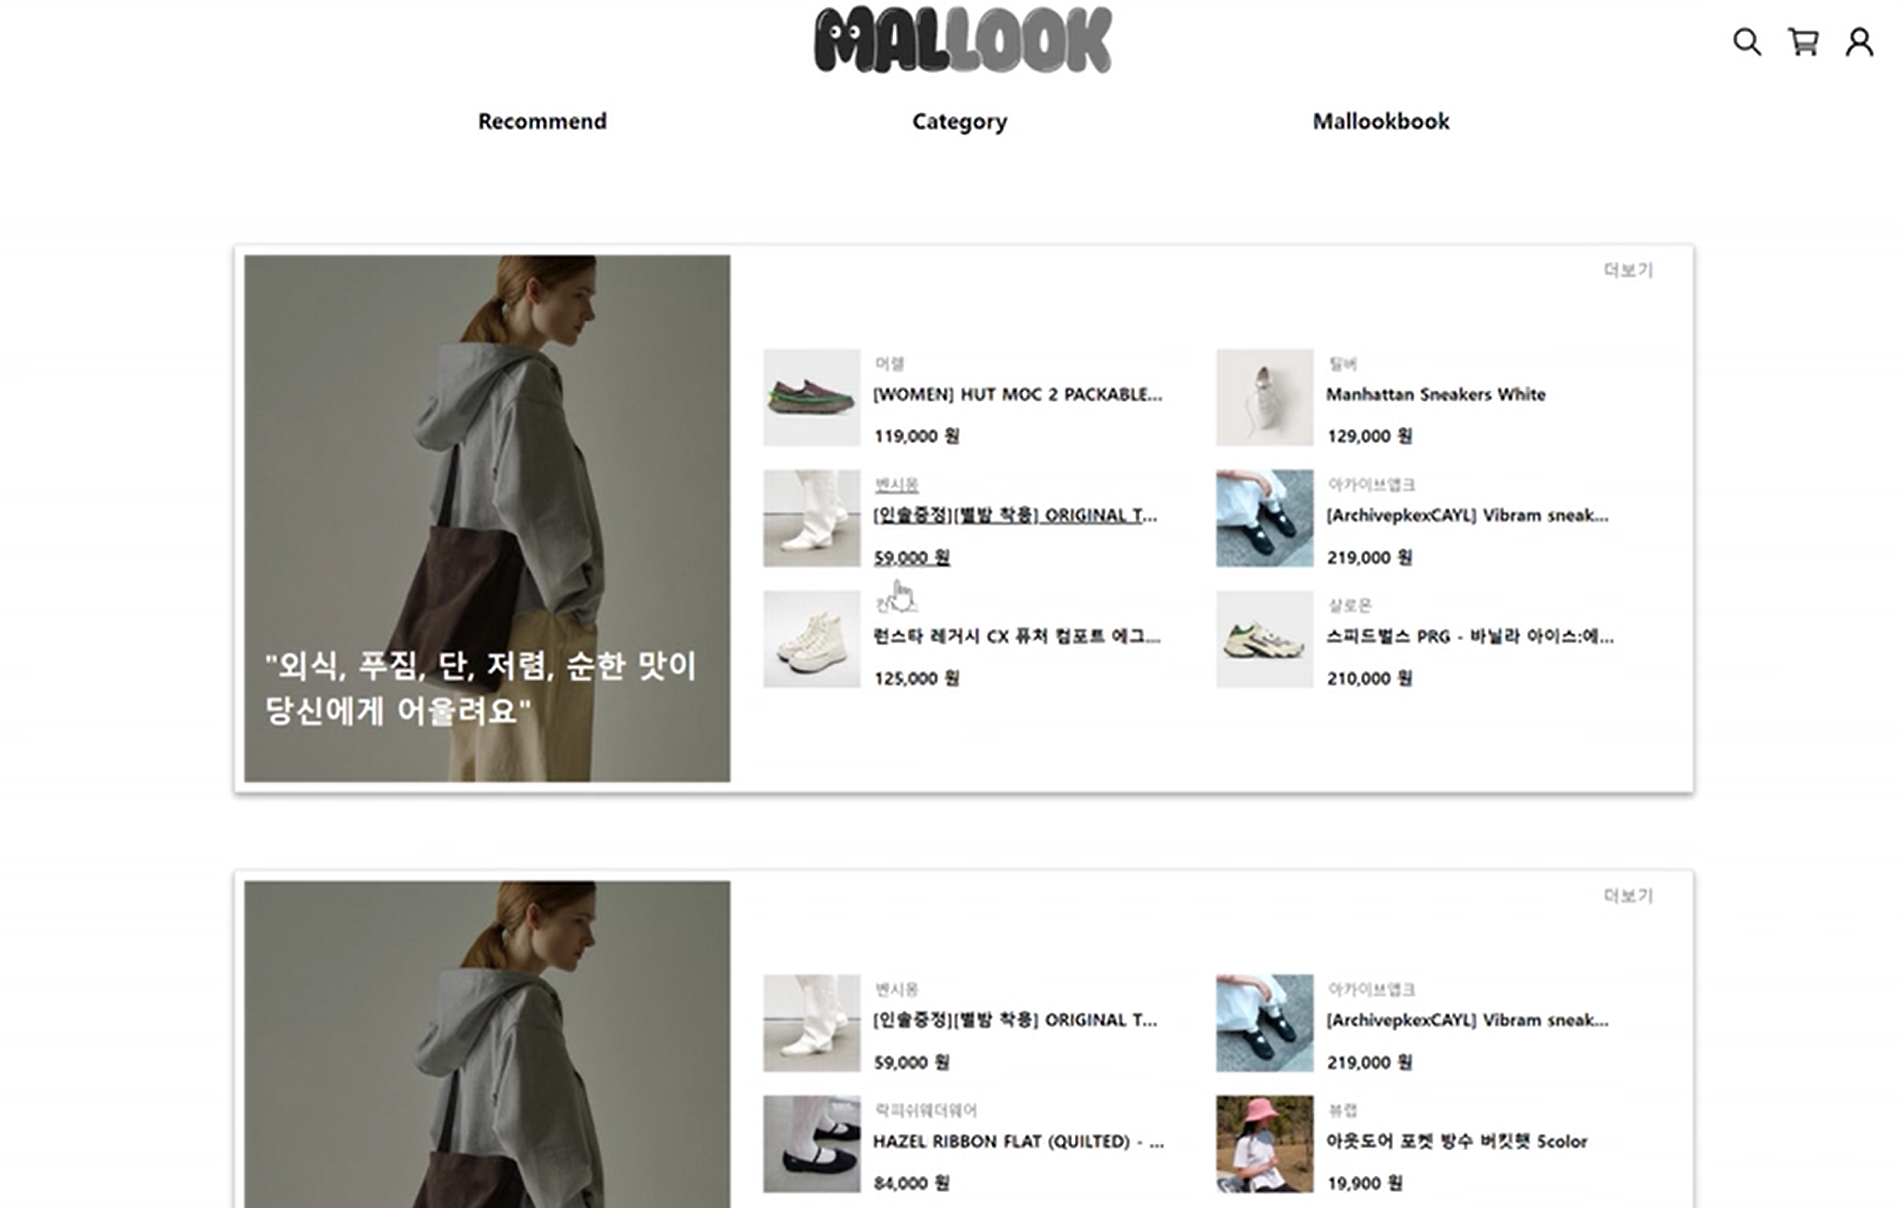 MALLOOK
Recommend
Category
Mallookbook
더보기
"외식, 푸짐, 단, 저렴, 순한 맛이
당신에게 어울려요"
머렐
[WOMEN] HUT MOC 2 PACKABLE...
119,000 원
틸버
Manhattan Sneakers White
129,000 원
벤시몽
[인솔증정][별밤 착용] ORIGINAL T...
59,000 원
아카이브앱크
[ArchivepkexCAYL] Vibram sneak...
219,000 원
런스타 레거시 CX 퓨처 컴포트 에그...
125,000 원
살로몬
스피드벌스 PRG - 바닐라 아이스:에...
210,000 원
더보기
벤시몽
[인솔증정][별밤 착용] ORIGINAL T...
59,000 원
아카이브앱크
[ArchivepkexCAYL] Vibram sneak...
219,000 원
락피쉬웨더웨어
HAZEL RIBBON FLAT (QUILTED) - ...
84,000 원
뷰랩
아웃도어 포켓 방수 버킷햇 5color
19,900 원